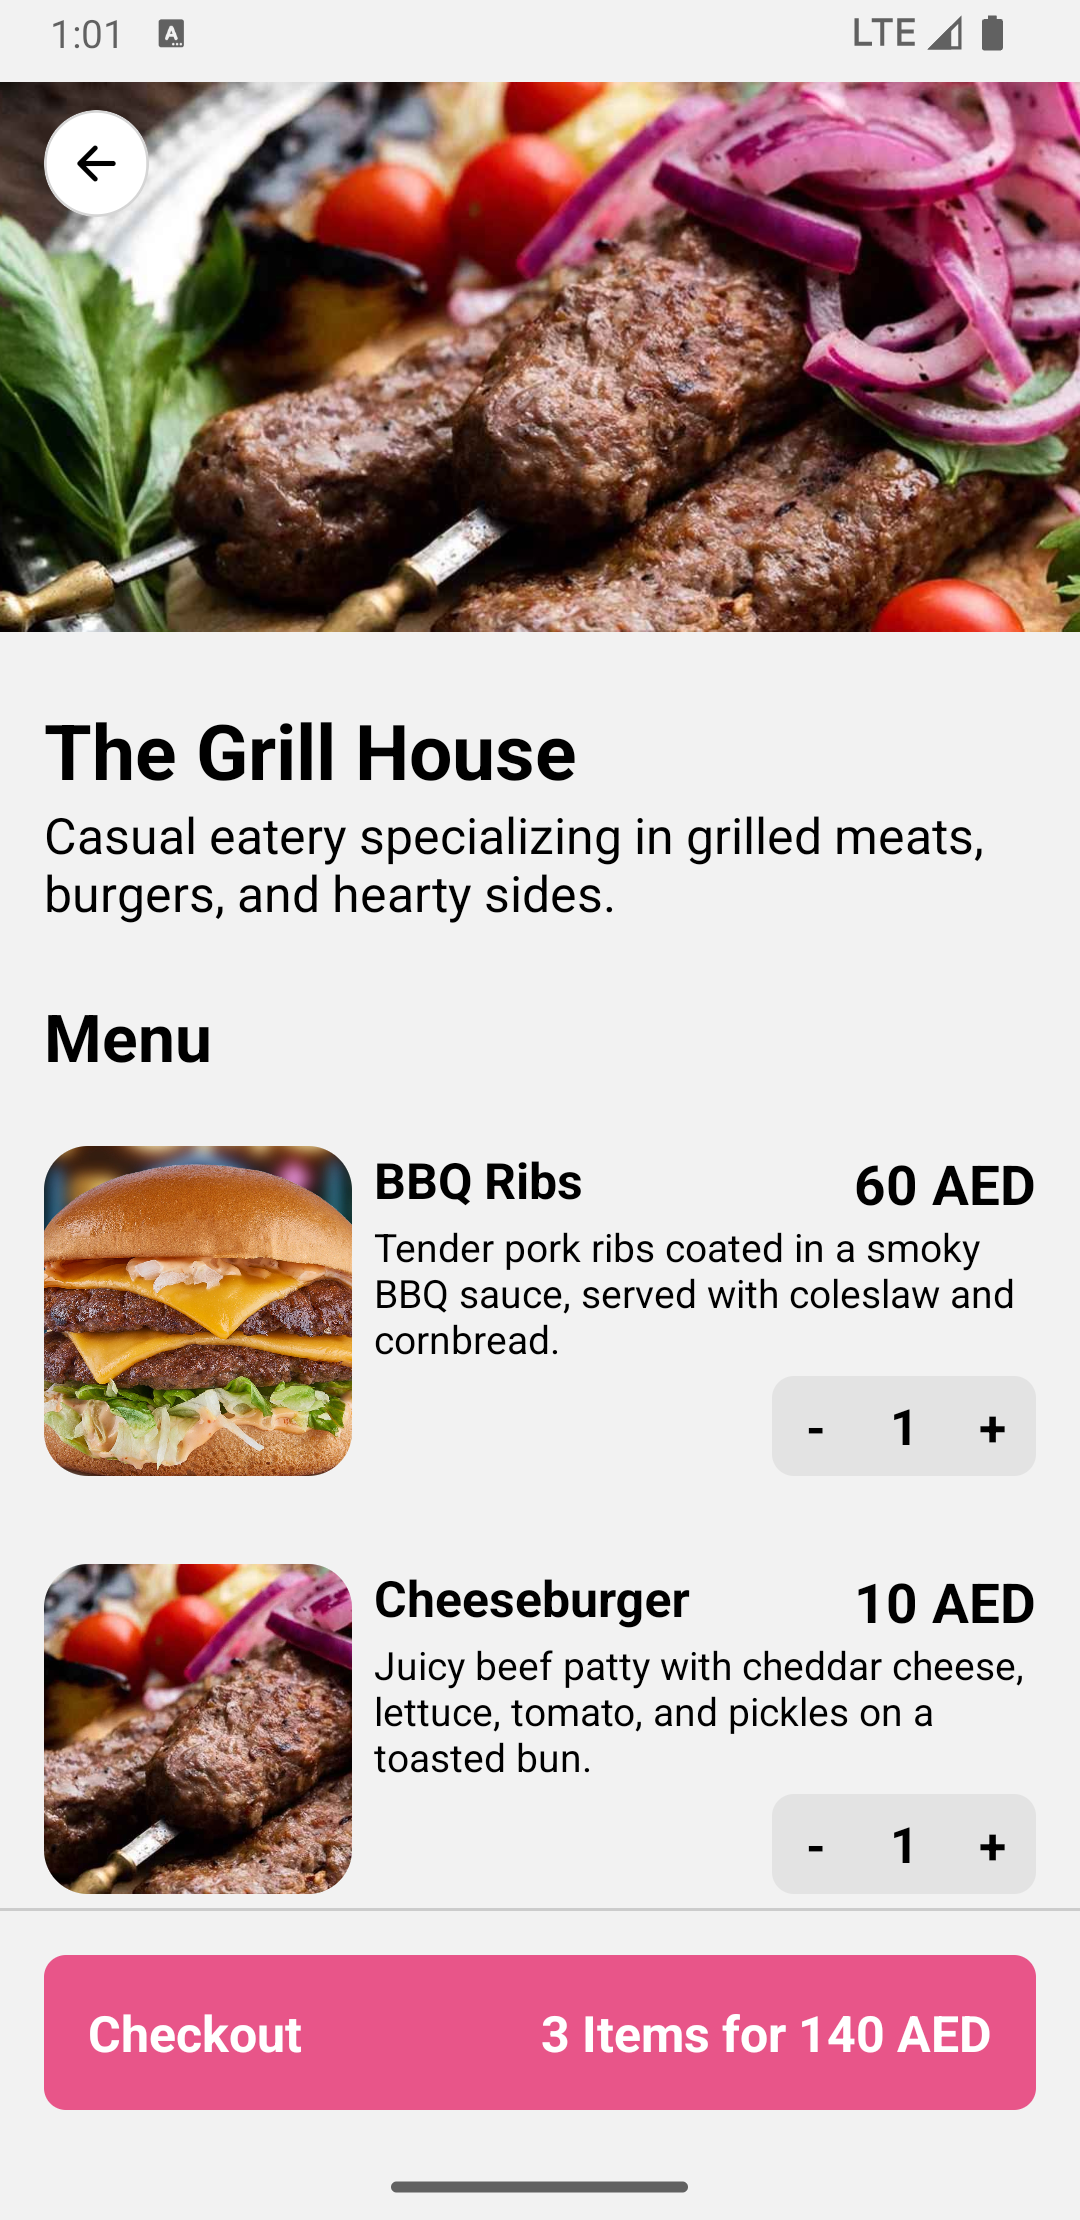 1:01
A
LTE
The Grill House
Casual eatery specializing in grilled meats,
burgers, and hearty sides.
Menu
BBQ Ribs
60 AED
Tender pork ribs coated in a smoky
BBQ sauce, served with coleslaw and
cornbread.
- 1 +
Cheeseburger
10 AED
Juicy beef patty with cheddar cheese,
lettuce, tomato, and pickles on a
toasted bun.
- 1 +
Checkout
3 Items for 140 AED